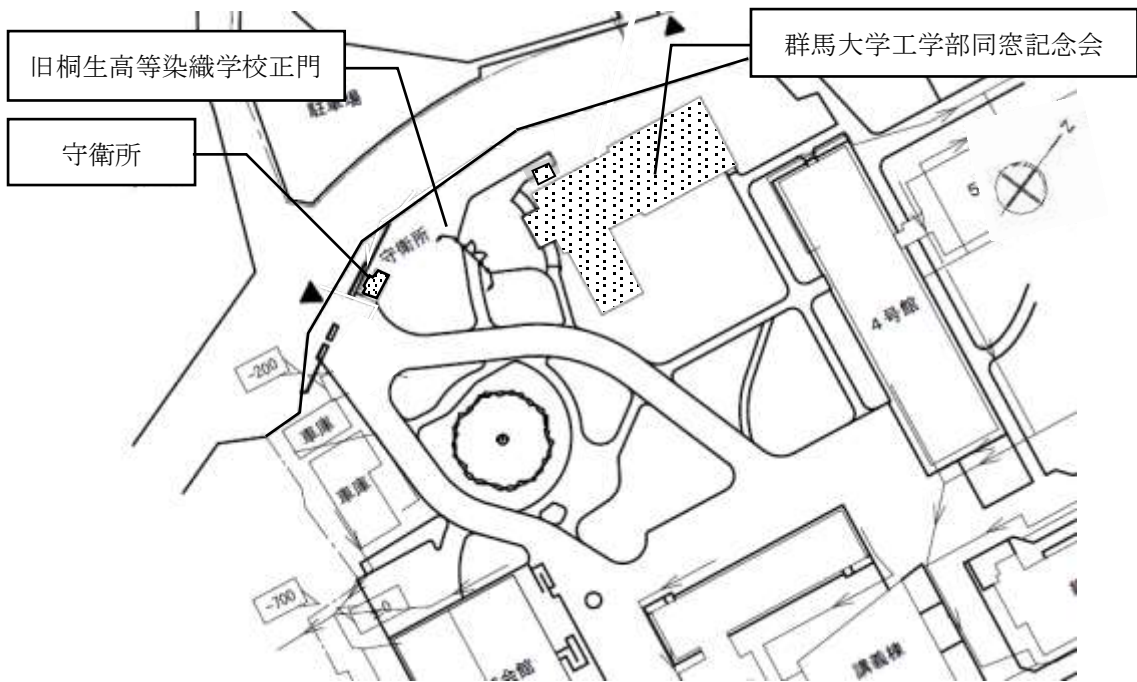 旧桐生高等染織学校正門
群馬大学工学部同窓記念会
守衛所
駐車場
守衛所
Z
5
4号館
-200
車庫
車庫
-700
会館
講義棟